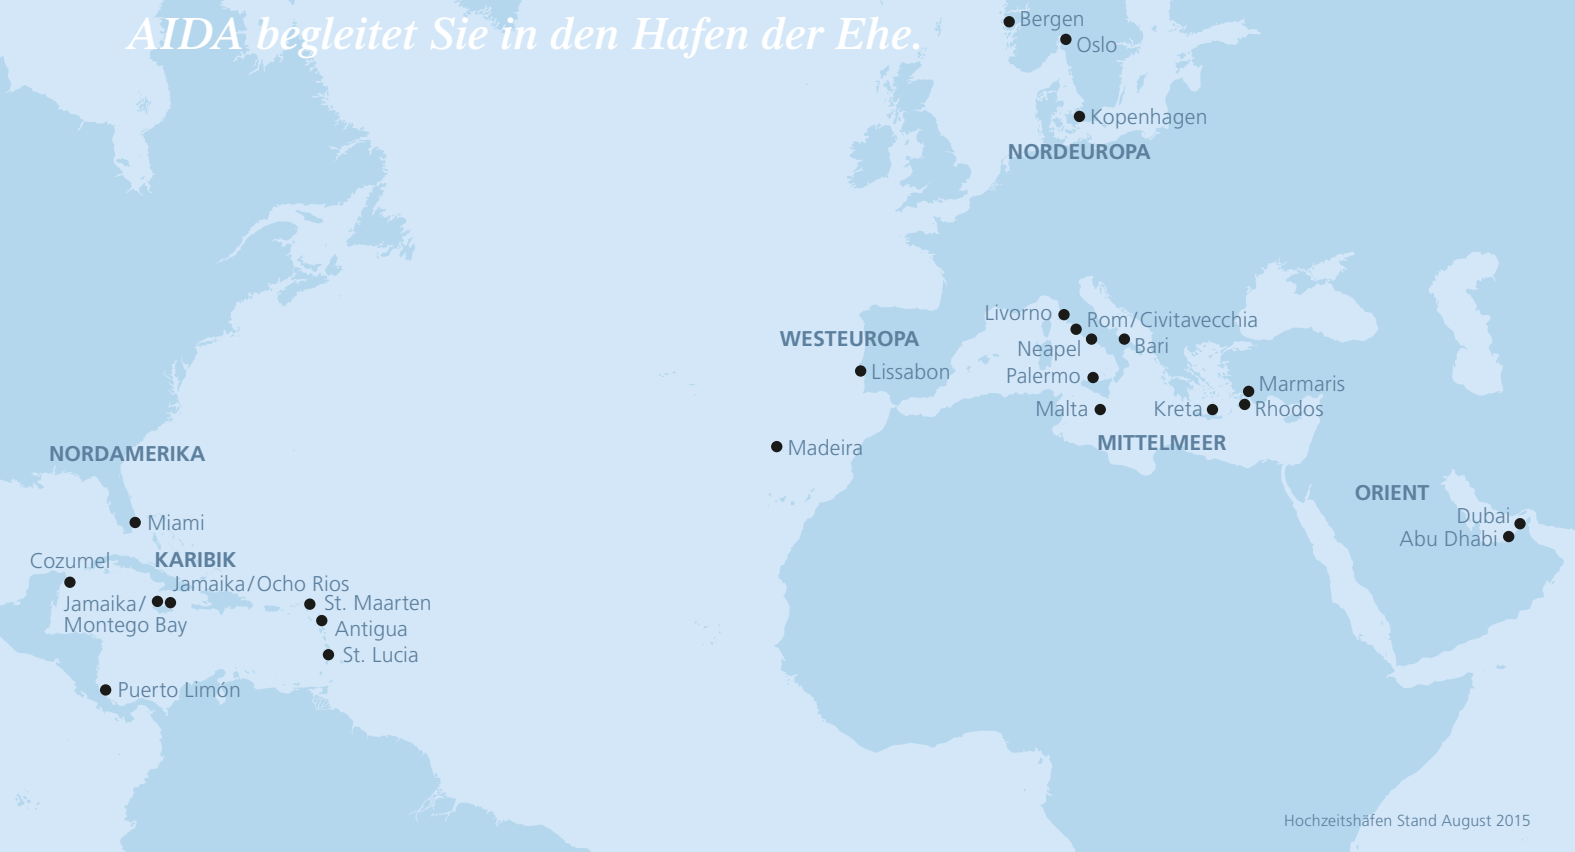 AIDA begleitet Sie in den Hafen der Ehe.
Bergen
Oslo
Kopenhagen
NORDEUROPA
Livorno
Rom/Civitavecchia
WESTEUROPA
Neapel
Bari
Lissabon
Palermo
Marmaris
Malta
Kreta
Rhodos
MITTELMEER
Madeira
NORDAMERIKA
ORIENT
Miami
Dubai
Abu Dhabi
Cozumel
KARIBIK
Jamaika/Ocho Rios
Jamaika/
Montego Bay
St. Maarten
Antigua
St. Lucia
Puerto Limón
Hochzeitshäfen Stand August 2015